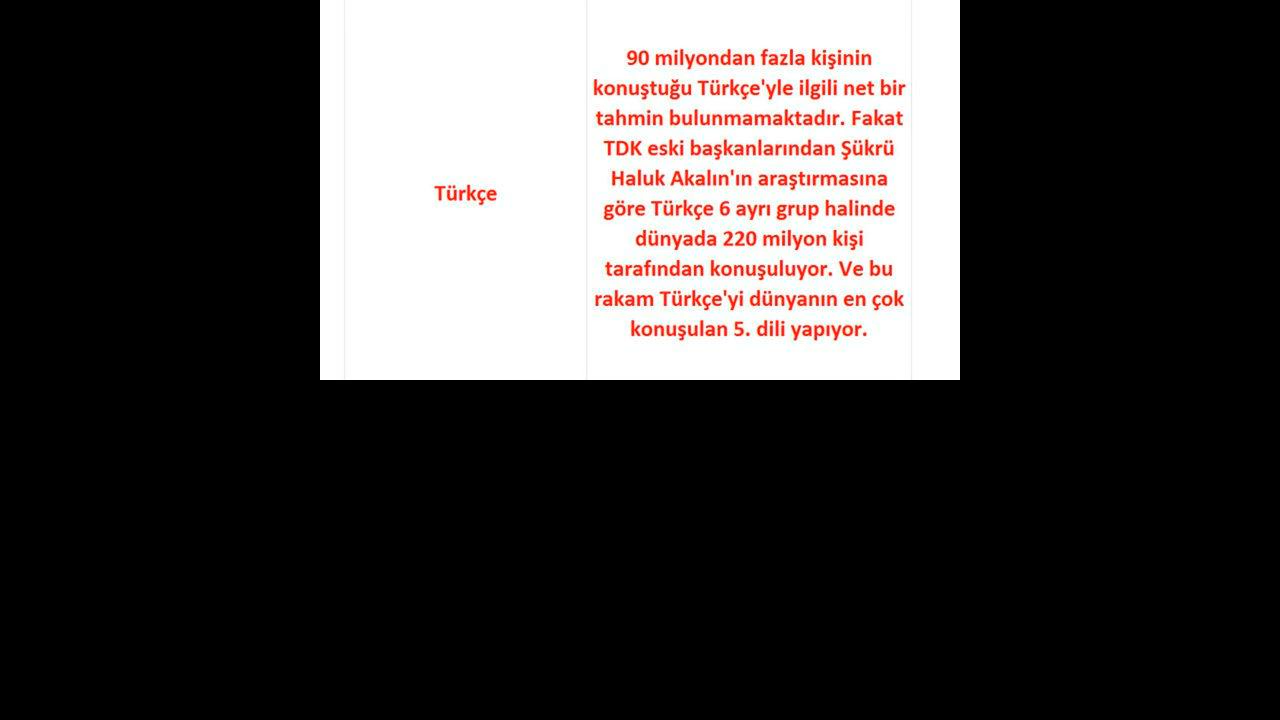 Türkçe
90 milyondan fazla kişinin
konuştuğu Türkçe'yle ilgili net bir
tahmin bulunmamaktadır. Fakat
TDK eski başkanlarından Şükrü
Haluk Akalın'ın araştırmasına
göre Türkçe 6 ayrı grup halinde
dünyada 220 milyon kişi
tarafından konuşuluyor. Ve bu
rakam Türkçe'yi dünyanın en çok
konuşulan 5. dili yapıyor.